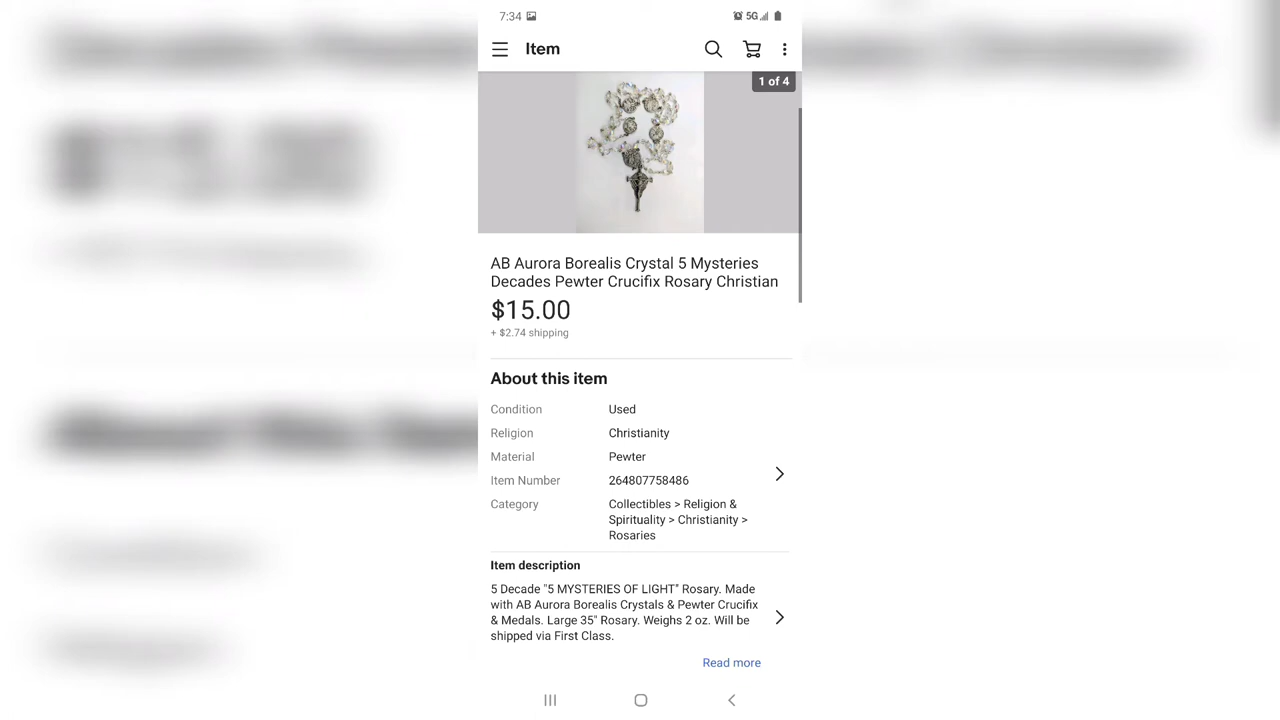 7:34
5G
Item
1 of 4
AB Aurora Borealis Crystal 5 Mysteries
Decades Pewter Crucifix Rosary Christian
$15.00
+ $2.74 shipping
About this item
Condition Used
Religion Christianity
Material Pewter
Item Number 264807758486
Category Collectibles > Religion &
Spirituality > Christianity >
Rosaries
Item description
5 Decade "5 MYSTERIES OF LIGHT" Rosary. Made
with AB Aurora Borealis Crystals & Pewter Crucifix
& Medals. Large 35" Rosary. Weighs 2 oz. Will be
shipped via First Class.
Read more